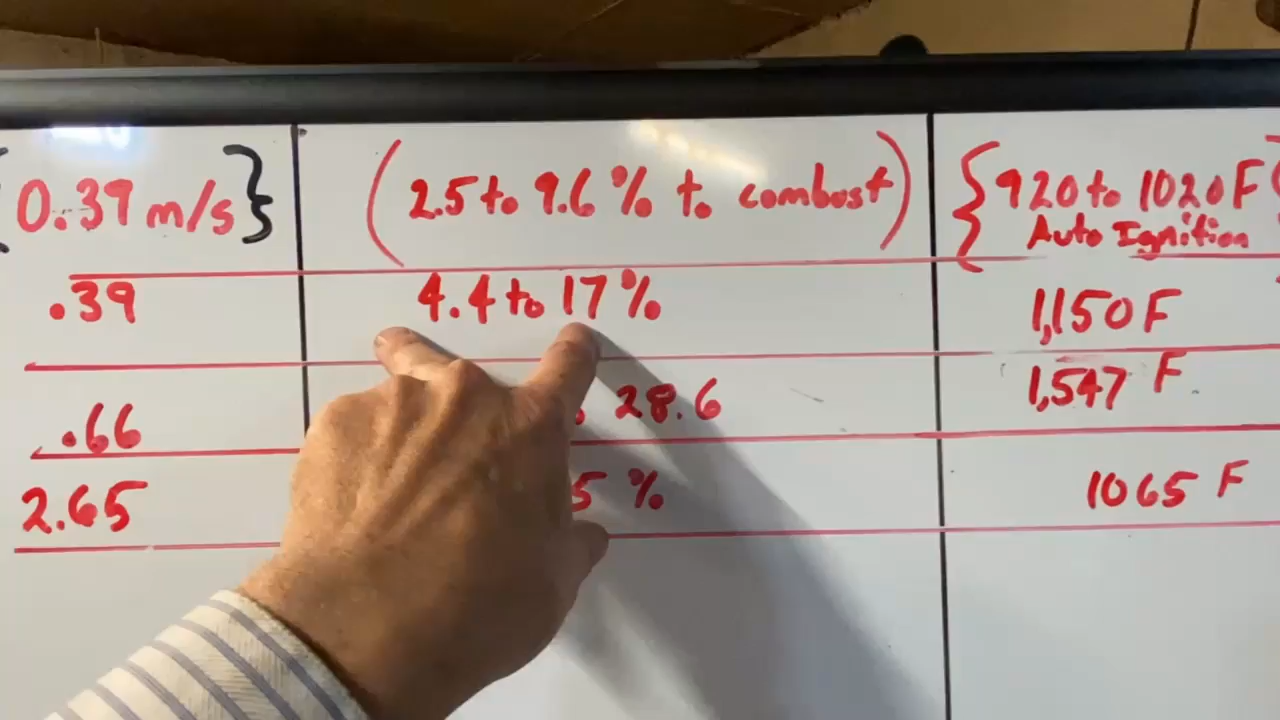 {0.39 m/s}
(2.5 to 9.6 % to combust)
{920 to 1020 F
Auto Ignition
.39
4.4 to 17%
1,150 F
.66
28.6
1,547 F
2.65
5 %
1065 F